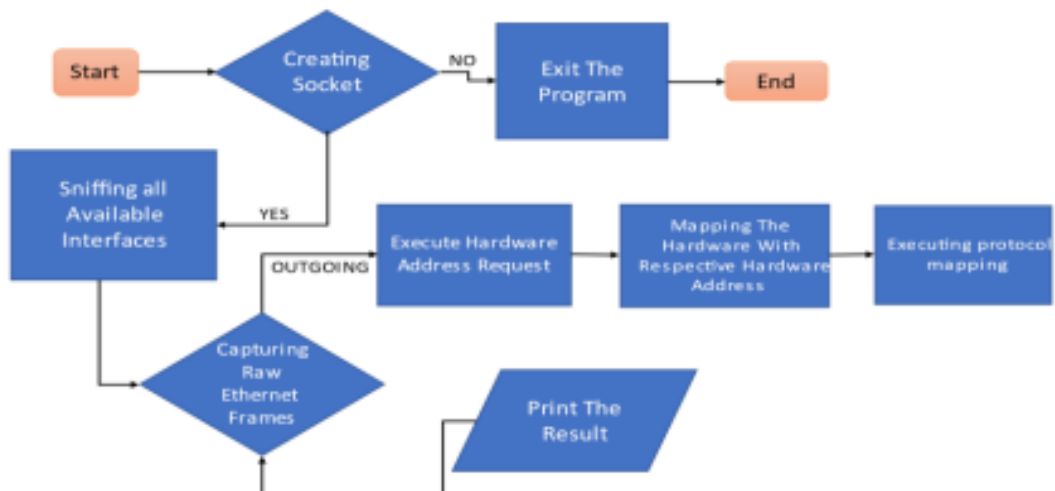 Start
Creating
Socket
NO
Exit The
Program
End
Sniffing all
Available
Interfaces
YES
OUTGOING
Execute Hardware
Address Request
Mapping The
Hardware With
Respective Hardware
Address
Executing protocol
mapping
Capturing
Raw
Ethernet
Frames
Print The
Result